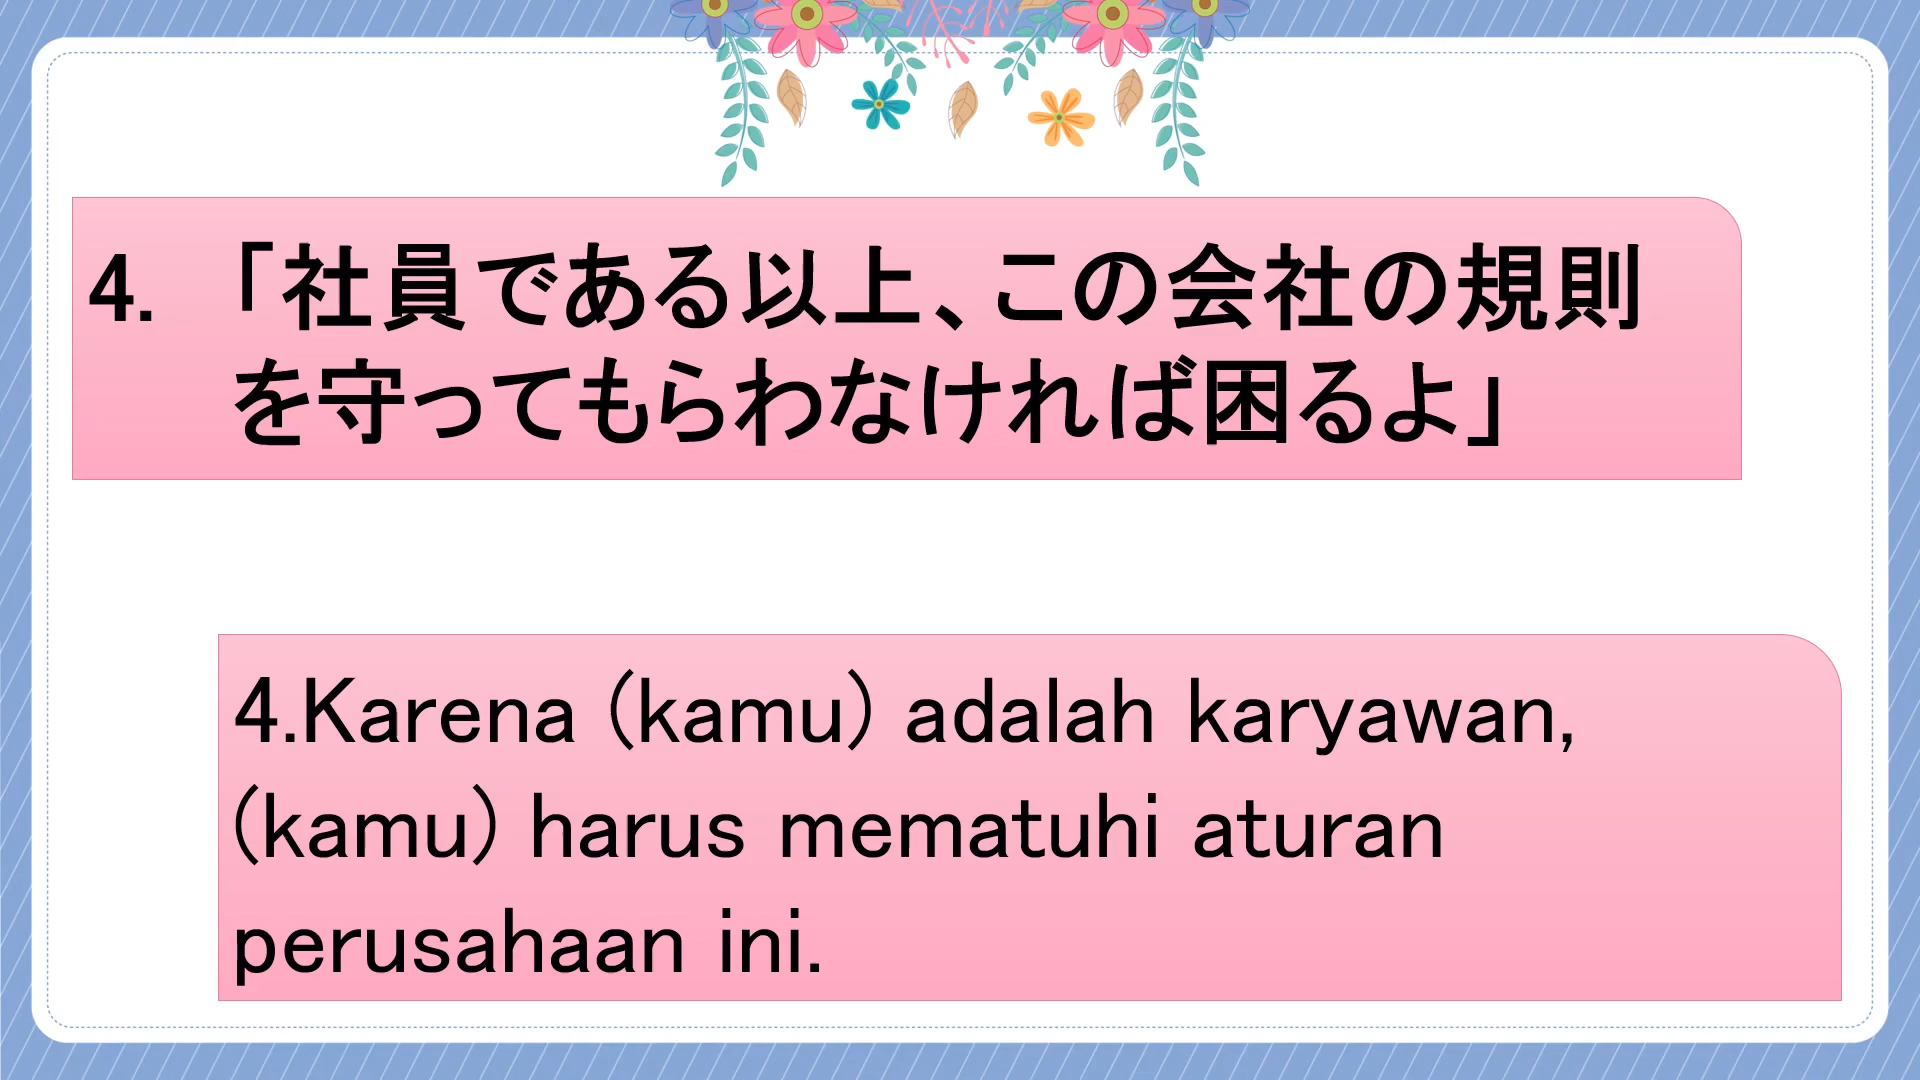 4. 「社員である以上、この会社の規則
を守ってもらわなければ困るよ」
4.Karena (kamu) adalah karyawan,
(kamu) harus mematuhi aturan
perusahaan ini.